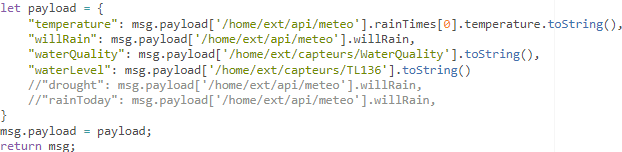 let payload = {
    "temperature": msg.payload['/home/ext/api/meteo'].rainTimes[0].temperature.toString(),
    "willRain": msg.payload['/home/ext/api/meteo'].willRain,
    "waterQuality": msg.payload['/home/ext/capteurs/WaterQuality'].toString(),
    "waterLevel": msg.payload['/home/ext/capteurs/TL136'].toString()
    //"drought": msg.payload['/home/ext/api/meteo'].willRain,
    //"rainToday": msg.payload['/home/ext/api/meteo'].willRain,
}
msg.payload = payload;
return msg;